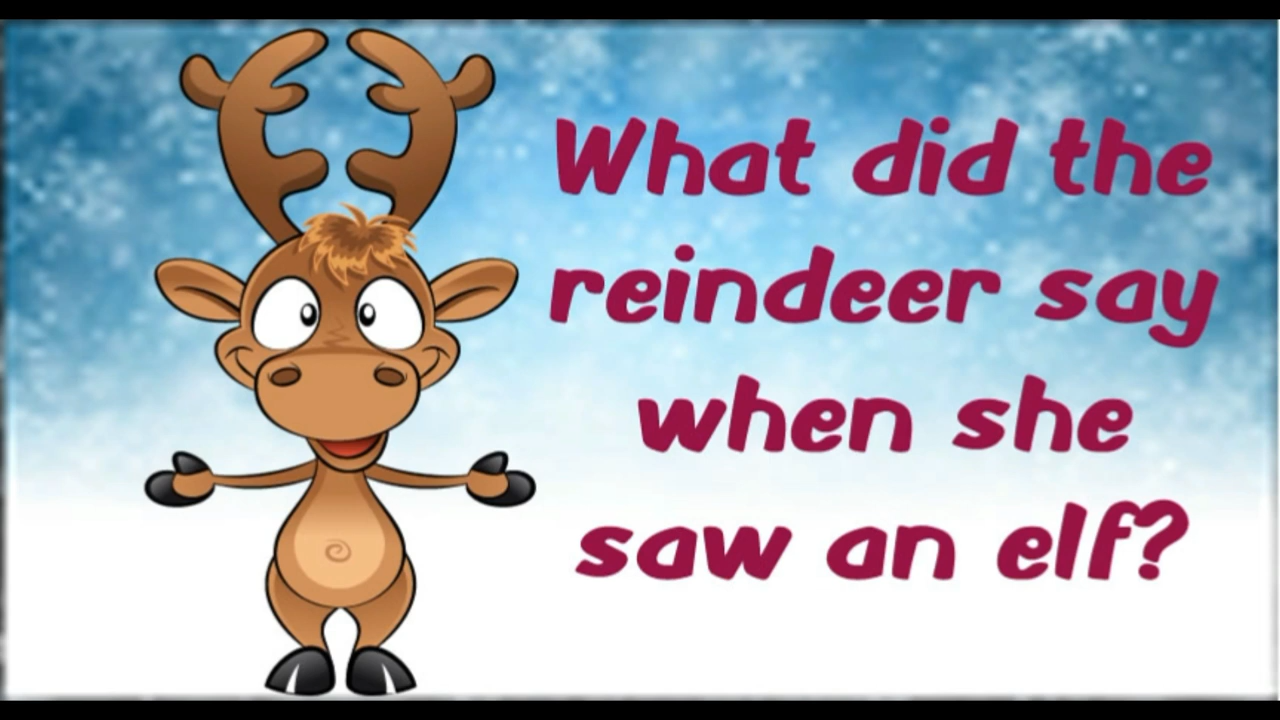 What did the
reindeer say
when she
saw an elf?